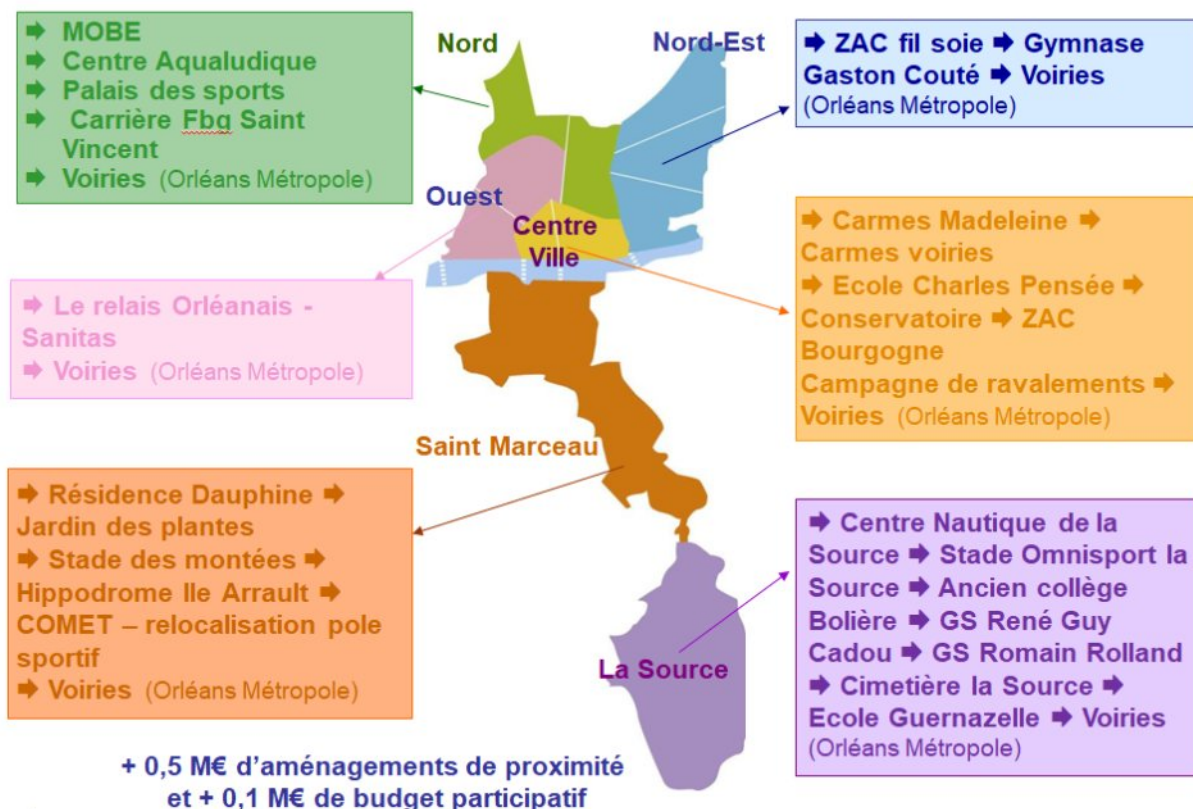 Nord
Nord-Est
Ouest
Centre
Ville
Saint Marceau
La Source
➔ MOBE
➔ Centre Aqualudique
➔ Palais des sports
➔ Carrière Fbg Saint
Vincent
➔ Voiries (Orléans Métropole)
➔ ZAC fil soie ➔ Gymnase
Gaston Couté ➔ Voiries
(Orléans Métropole)
➔ Le relais Orléanais -
Sanitas
➔ Voiries (Orléans Métropole)
➔ Carmes Madeleine ➔
Carmes voiries
➔ Ecole Charles Pensée ➔
Conservatoire ➔ ZAC
Bourgogne
Campagne de ravalements ➔
Voiries (Orléans Métropole)
➔ Résidence Dauphine ➔
Jardin des plantes
➔ Stade des montées ➔
Hippodrome Ile Arrault ➔
COMET – relocalisation pole
sportif
➔ Voiries (Orléans Métropole)
➔ Centre Nautique de la
Source ➔ Stade Omnisport la
Source ➔ Ancien collège
Bolière ➔ GS René Guy
Cadou ➔ GS Romain Rolland
➔ Cimetière la Source ➔
Ecole Guernazelle ➔ Voiries
(Orléans Métropole)
+ 0,5 M€ d’aménagements de proximité
et + 0,1 M€ de budget participatif